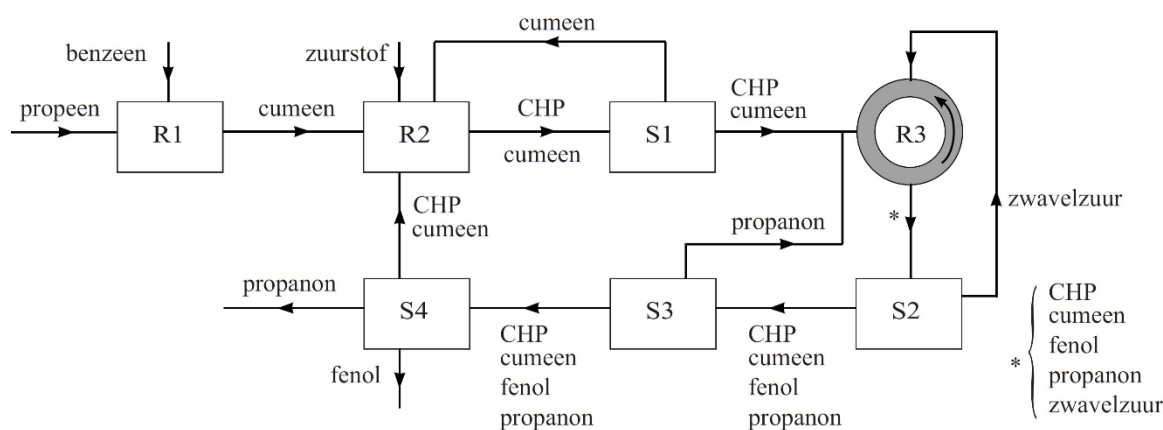 cumeen
benzeen
zuurstof
CHP
cumeen
propeen
R1
cumeen
R2
CHP
cumeen
S1
R3
zwavelzuur
CHP
cumeen
propanon
*
propanon
S4
S3
S2
fenol
CHP
cumeen
fenol
propanon
CHP
cumeen
fenol
propanon
*
CHP
cumeen
fenol
propanon
zwavelzuur